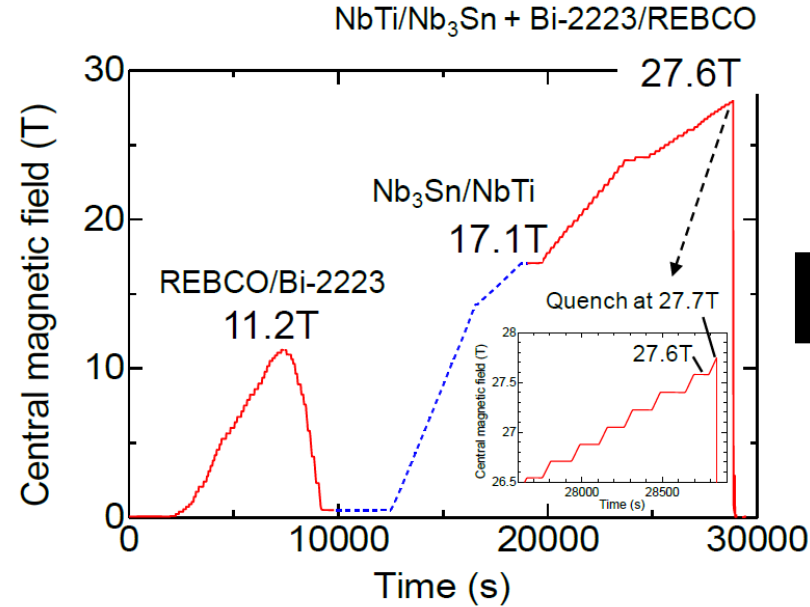 NbTi/Nb₃Sn + Bi-2223/REBCO
27.6T
30
Central magnetic field (T)
Nb₃Sn/NbTi
17.1T
20
REBCO/Bi-2223
11.2T
Quench at 27.7T
28
27.6T
27.5
Central magnetic field (T)
27
26.5
28000
28500
Time (s)
10
0
0
10000
20000
30000
Time (s)